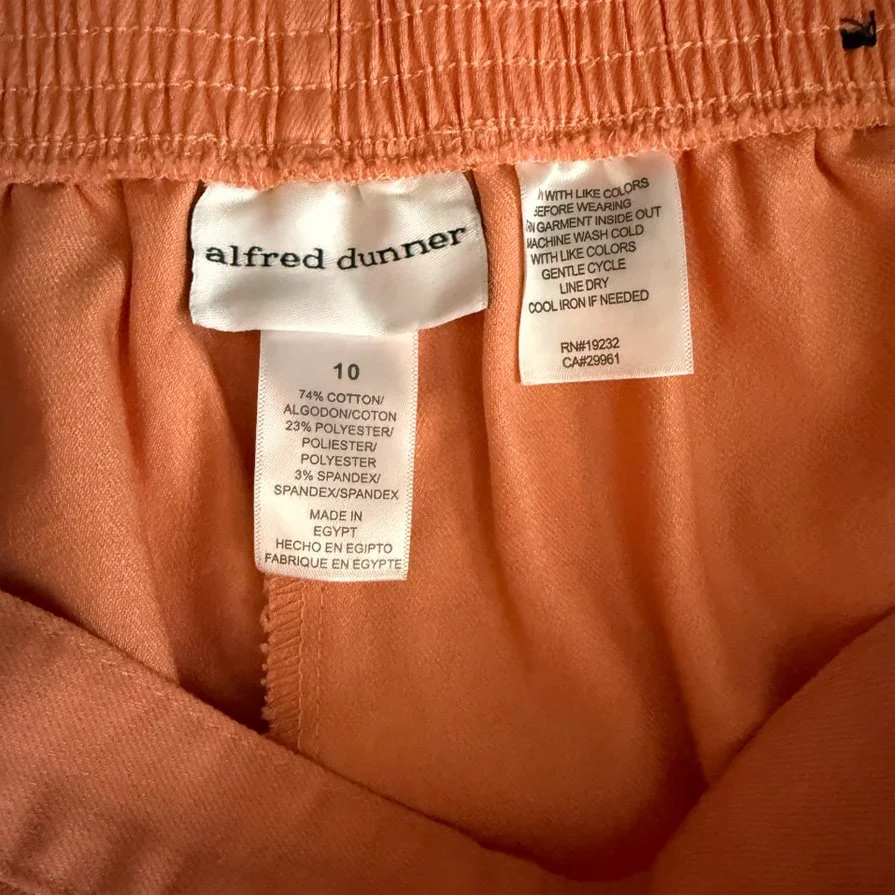 alfred dunner
10
74% COTTON/
ALGODON/COTON
23% POLYESTER/
POLIESTER/
POLYESTER
3% SPANDEX/
SPANDEX/SPANDEX
MADE IN
EGYPT
HECHO EN EGIPTO
FABRIQUE EN EGYPTE
WITH LIKE COLORS
BEFORE WEARING
GARMENT INSIDE OUT
MACHINE WASH COLD
WITH LIKE COLORS
GENTLE CYCLE
LINE DRY
COOL IRON IF NEEDED
RN#19232
CA#29961